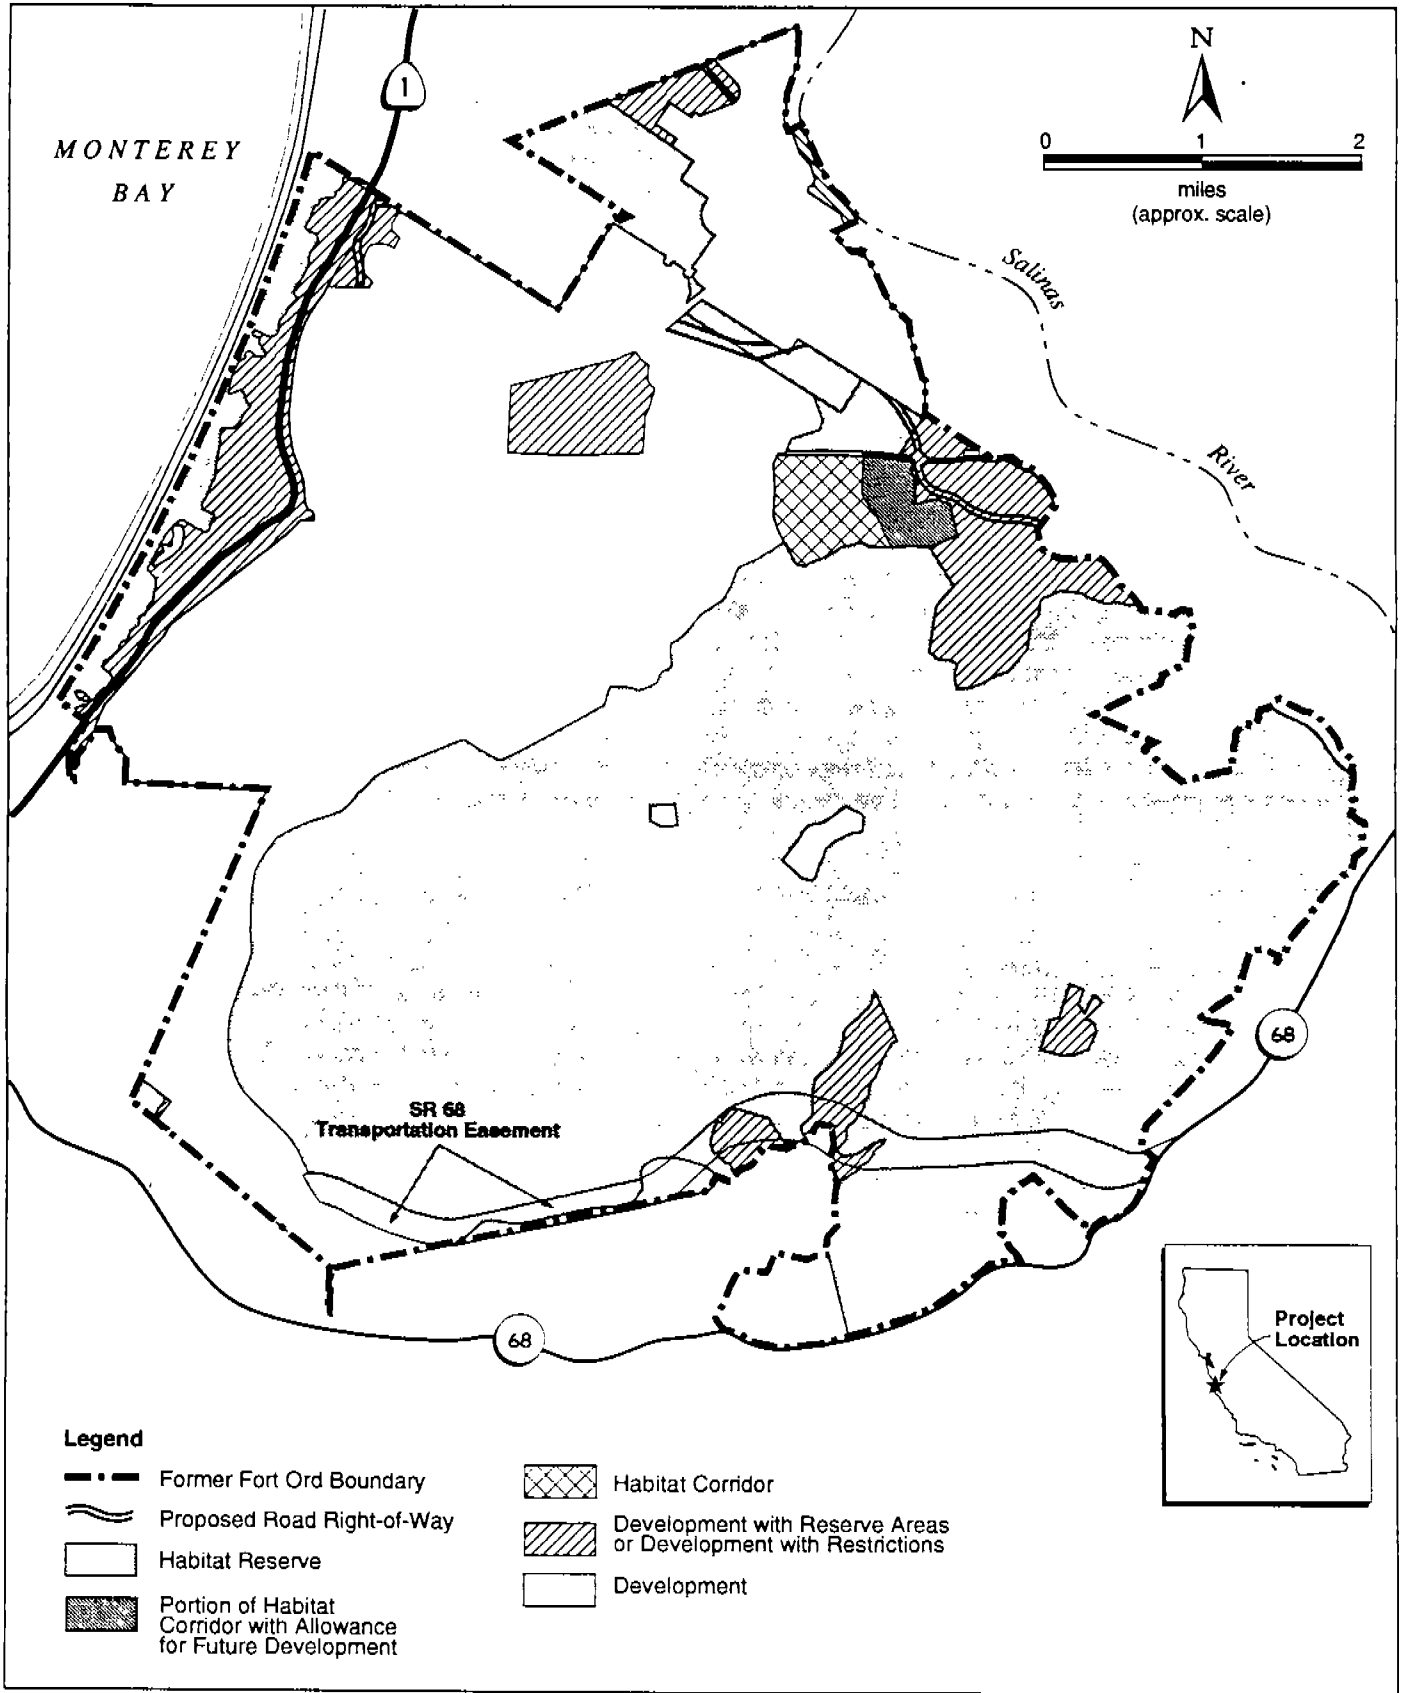 N
1
0 1 2
miles
(approx. scale)
MONTEREY
BAY
Salinas
River
68
SR 68
Transportation Easement
68
Project
Location
Legend
Former Fort Ord Boundary
Proposed Road Right-of-Way
Habitat Reserve
Portion of Habitat
Corridor with Allowance
for Future Development
Habitat Corridor
Development with Reserve Areas
or Development with Restrictions
Development